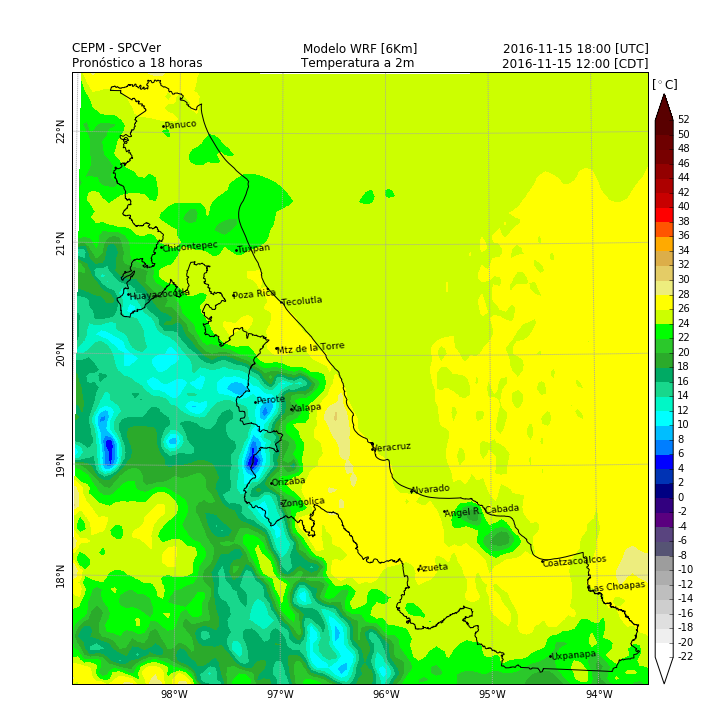 CEPM - SPCVer Modelo WRF [6Km] 2016-11-15 18:00 [UTC]
Pronóstico a 18 horas Temperatura a 2m 2016-11-15 12:00 [CDT]
[°C]
52
50
48
46
44
42
40
38
36
34
32
30
28
26
24
22
20
18
16
14
12
10
8
6
4
2
0
-2
-4
-6
-8
-10
-12
-14
-16
-18
-20
-22
22°N
21°N
20°N
19°N
18°N
Panuco
Chicontepec
Tuxpan
Huayacocotla
Poza Rica
Tecolutla
Mtz de la Torre
Perote
Xalapa
Veracruz
Orizaba
Alvarado
Zongolica
Angel R. Cabada
Azueta
Coatzacoalcos
Las Choapas
Uxpanapa
98°W 97°W 96°W 95°W 94°W